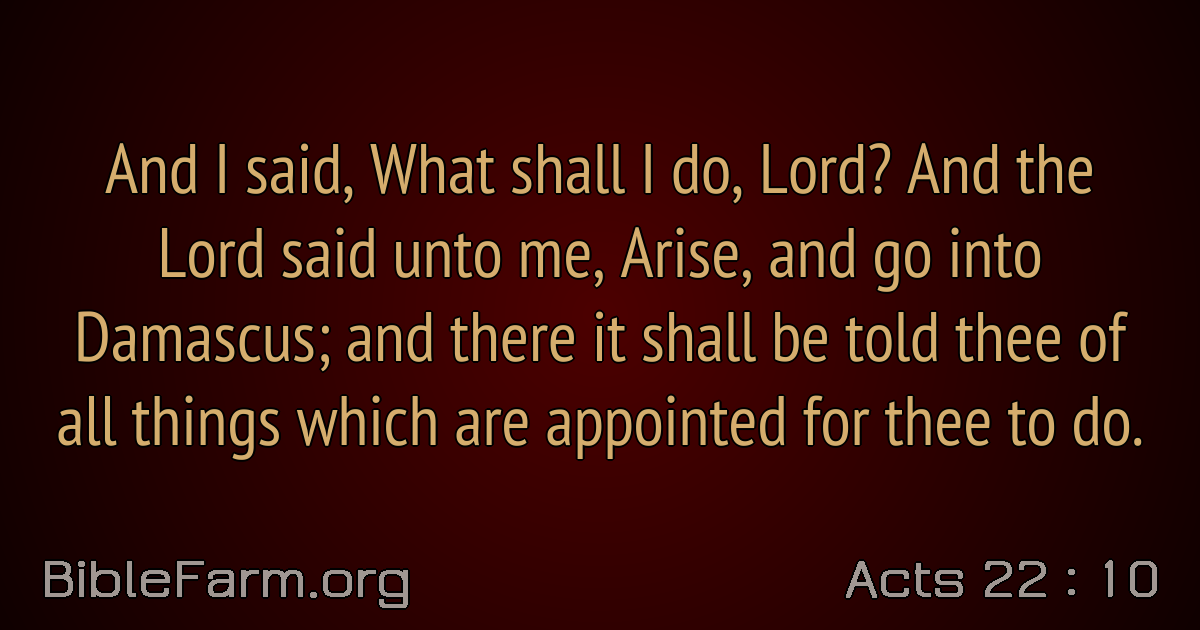 And I said, What shall I do, Lord? And the
Lord said unto me, Arise, and go into
Damascus; and there it shall be told thee of
all things which are appointed for thee to do.
BibleFarm.org
Acts 22 : 10